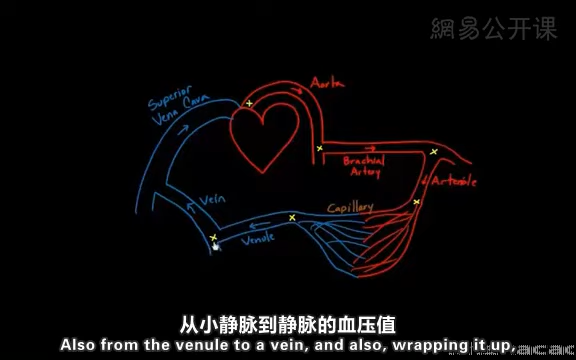 網易公开课
Aorta
Superior
Vena Cava
Brachial
Artery
Arteriole
Vein
Capillary
Venule
从小静脉到静脉的血压值
Also from the venule to a vein, and also, wrapping it up,